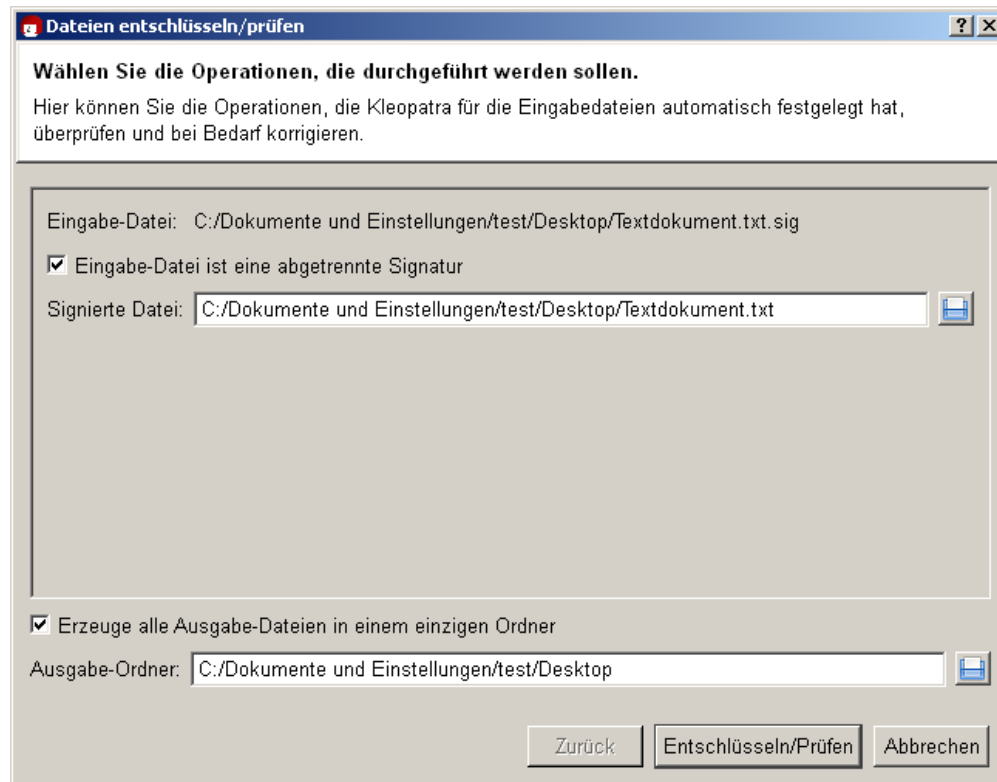 Dateien entschlüsseln/prüfen
Wählen Sie die Operationen, die durchgeführt werden sollen.
Hier können Sie die Operationen, die Kleopatra für die Eingabedateien automatisch festgelegt hat,
überprüfen und bei Bedarf korrigieren.
Eingabe-Datei: C:/Dokumente und Einstellungen/test/Desktop/Textdokument.txt.sig
Eingabe-Datei ist eine abgetrennte Signatur
Signierte Datei: C:/Dokumente und Einstellungen/test/Desktop/Textdokument.txt
Erzeuge alle Ausgabe-Dateien in einem einzigen Ordner
Ausgabe-Ordner: C:/Dokumente und Einstellungen/test/Desktop
Zurück Entschlüsseln/Prüfen Abbrechen